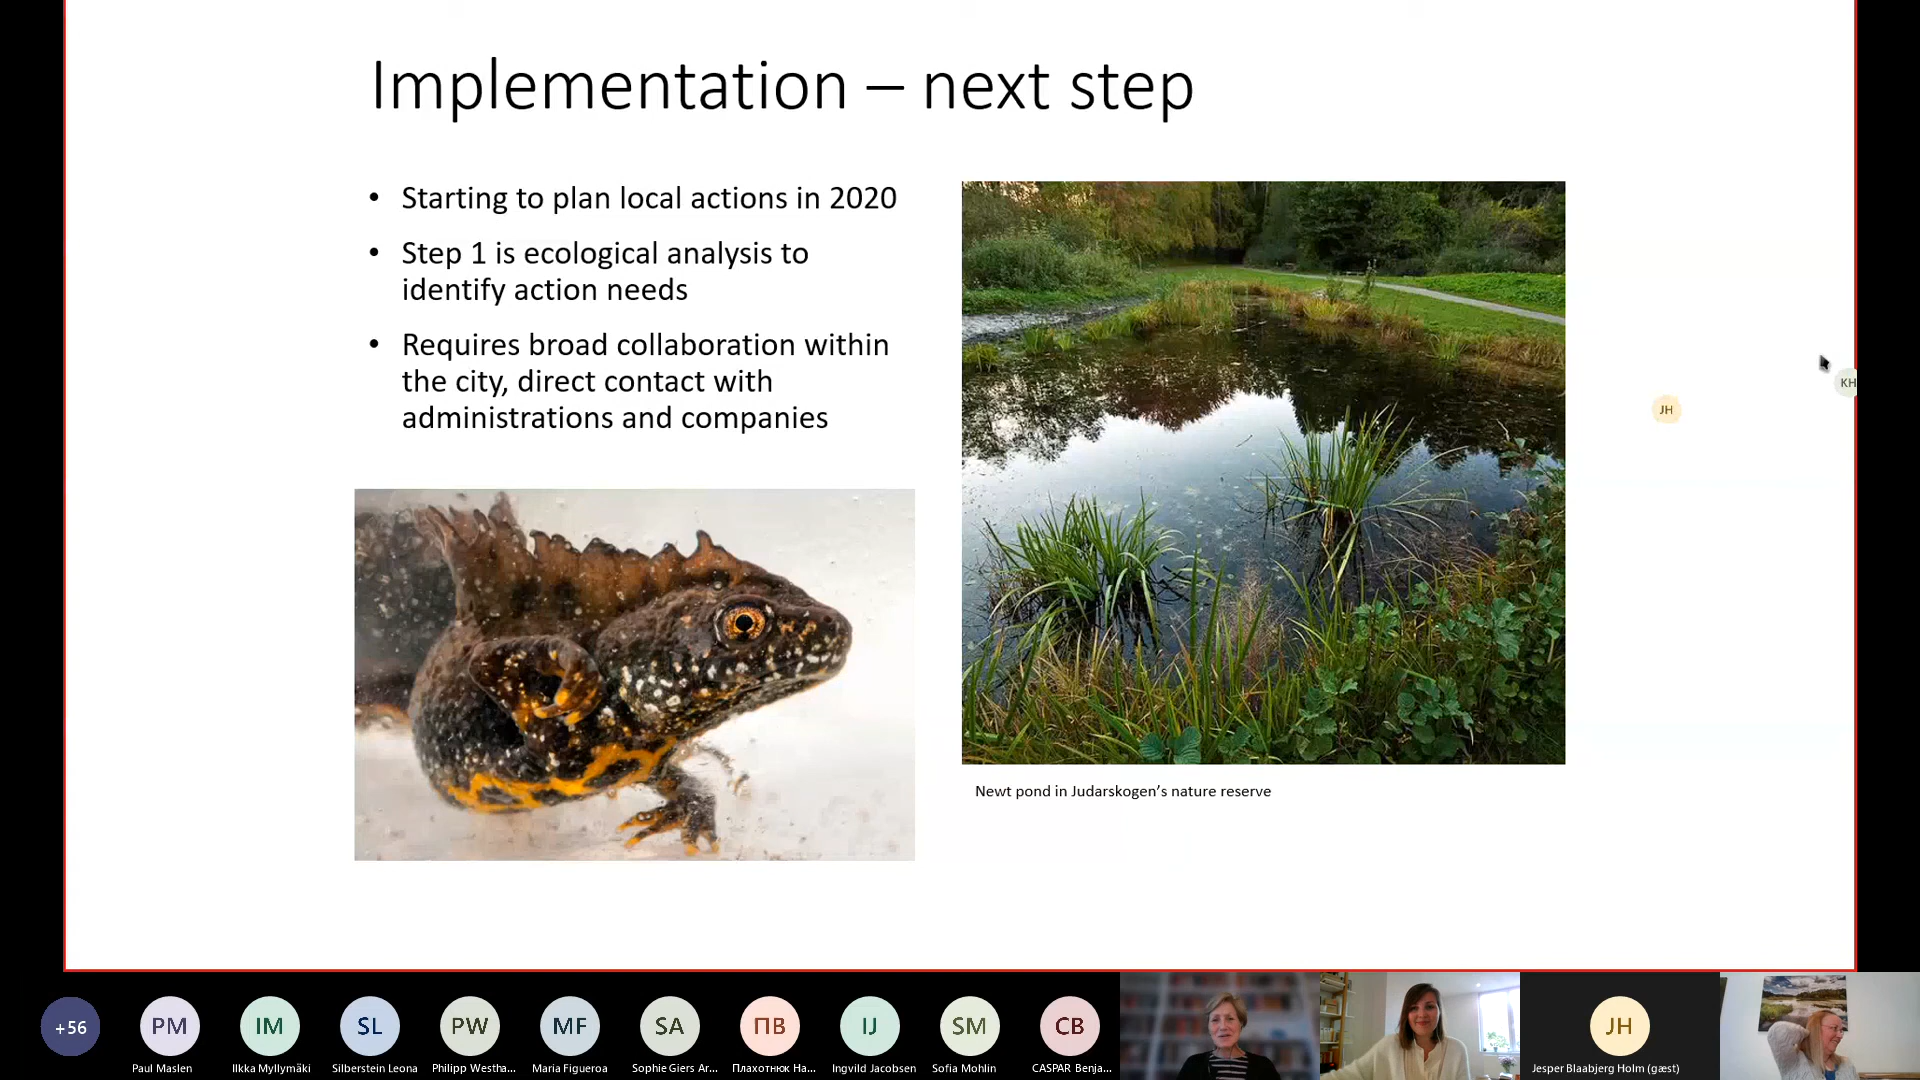 Implementation – next step
• Starting to plan local actions in 2020
• Step 1 is ecological analysis to
identify action needs
• Requires broad collaboration within
the city, direct contact with
administrations and companies
Newt pond in Judarskogen's nature reserve
KH
JH
+56
PM
IM
SL
PW
MF
SA
ПВ
IJ
SM
CB
JH
Paul Maslen
Ilkka Myllymäki
Silberstein Leona
Philipp Westha...
Maria Figueroa
Sophie Giers Ar...
Плахотнюк На...
Ingvild Jacobsen
Sofia Mohlin
CASPAR Benja...
Jesper Blaabjerg Holm (gæst)